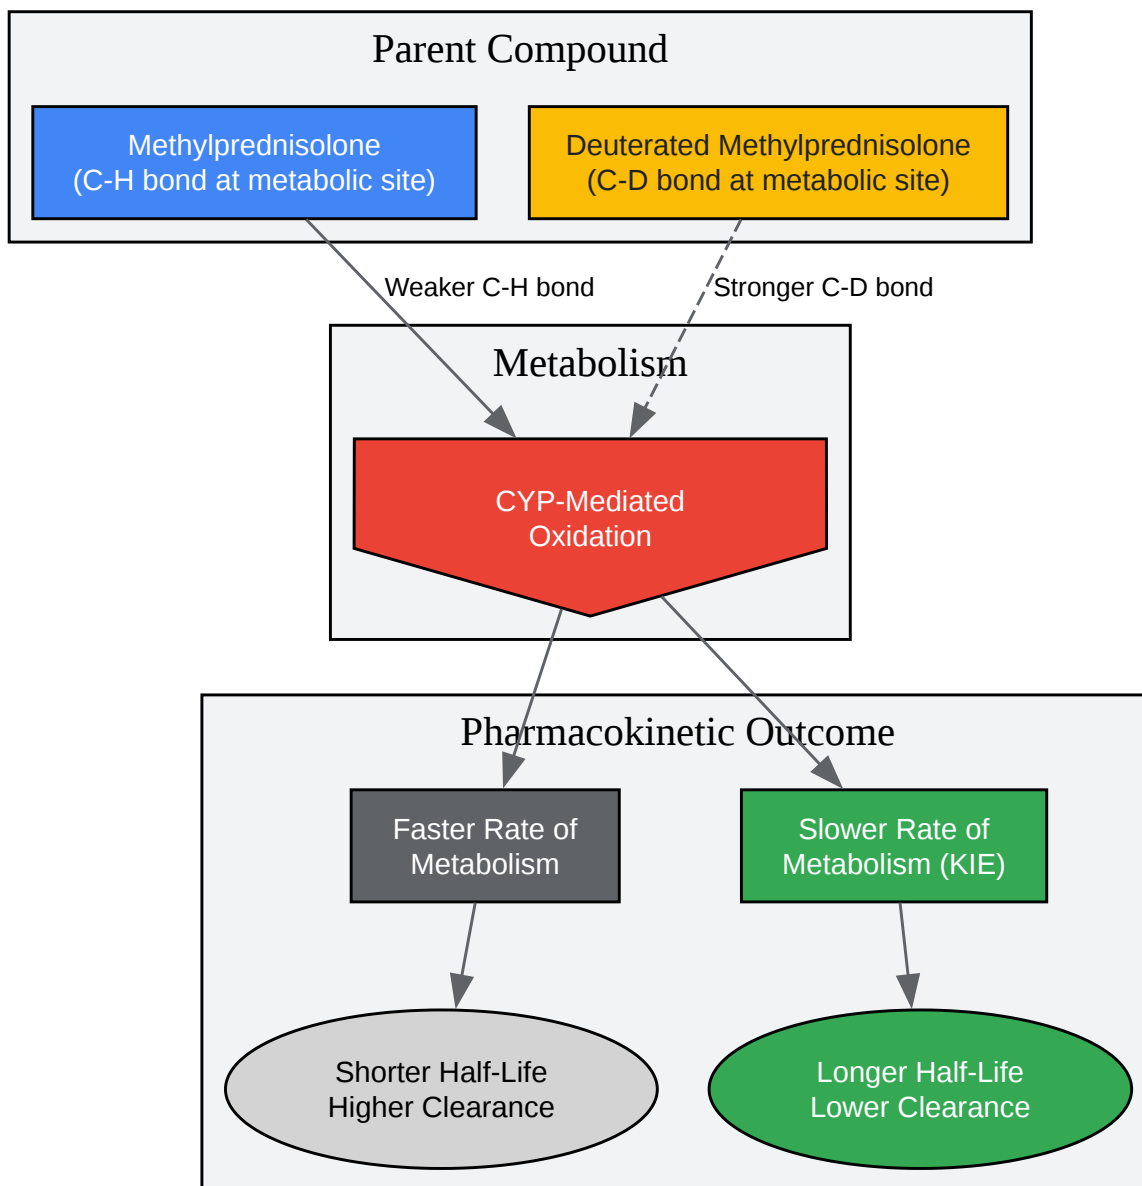 Parent Compound
Methylprednisolone
(C-H bond at metabolic site)
Deuterated Methylprednisolone
(C-D bond at metabolic site)
Weaker C-H bond
Stronger C-D bond
Metabolism
CYP-Mediated
Oxidation
Pharmacokinetic Outcome
Faster Rate of
Metabolism
Slower Rate of
Metabolism (KIE)
Shorter Half-Life
Higher Clearance
Longer Half-Life
Lower Clearance